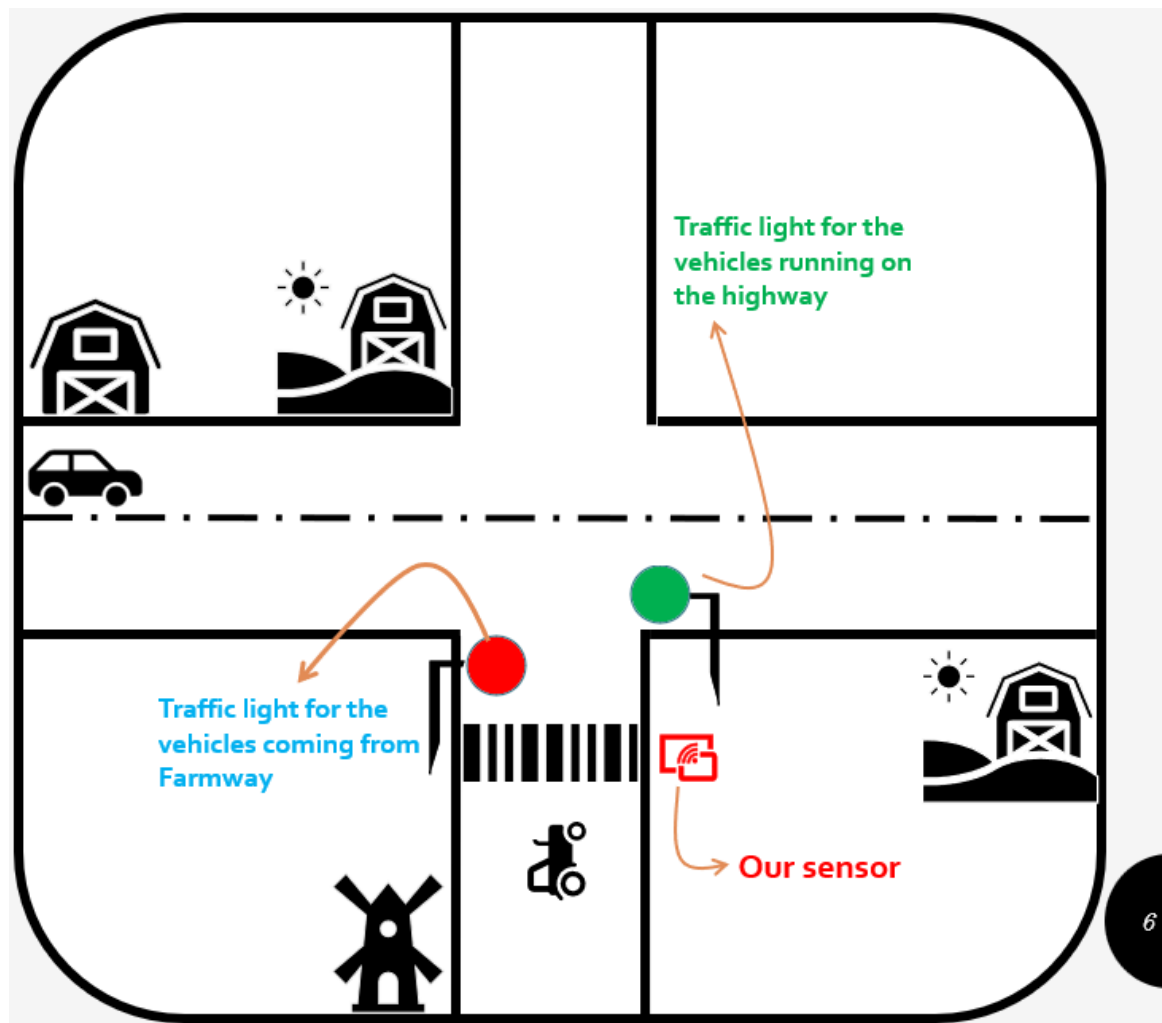 Traffic light for the
vehicles running on
the highway
Traffic light for the
vehicles coming from
Farmway
Our sensor
6